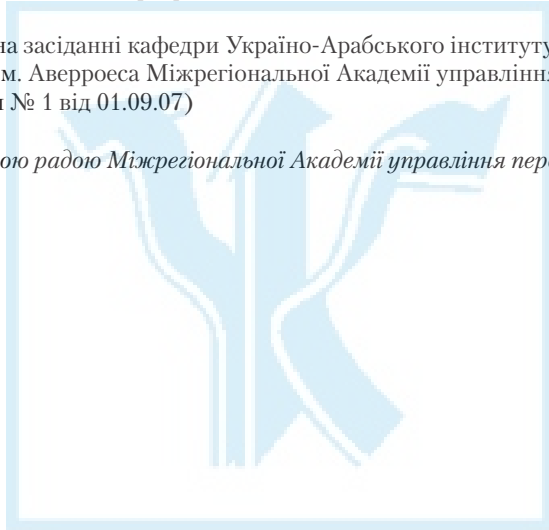 на засіданні кафедри Україно-Арабського інституту
м. Аверроеса Міжрегіональної Академії управління
№ 1 від 01.09.07)
ою радою Міжрегіональної Академії управління пер